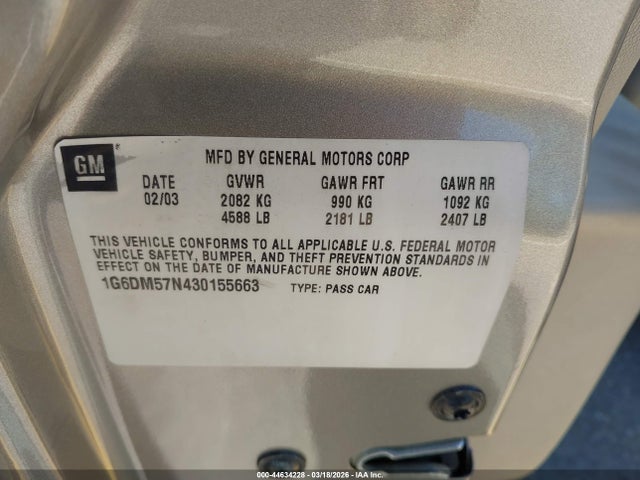 GM
MFD BY GENERAL MOTORS CORP
DATE GVWR GAWR FRT GAWR RR
02/03 2082 KG 990 KG 1092 KG
4588 LB 2181 LB 2407 LB
THIS VEHICLE CONFORMS TO ALL APPLICABLE U.S. FEDERAL MOTOR
VEHICLE SAFETY, BUMPER, AND THEFT PREVENTION STANDARDS IN
EFFECT ON THE DATE OF MANUFACTURE SHOWN ABOVE.
1G6DM57N430155663 TYPE: PASS CAR
000-44634228 - 03/18/2026 - IAA Inc.